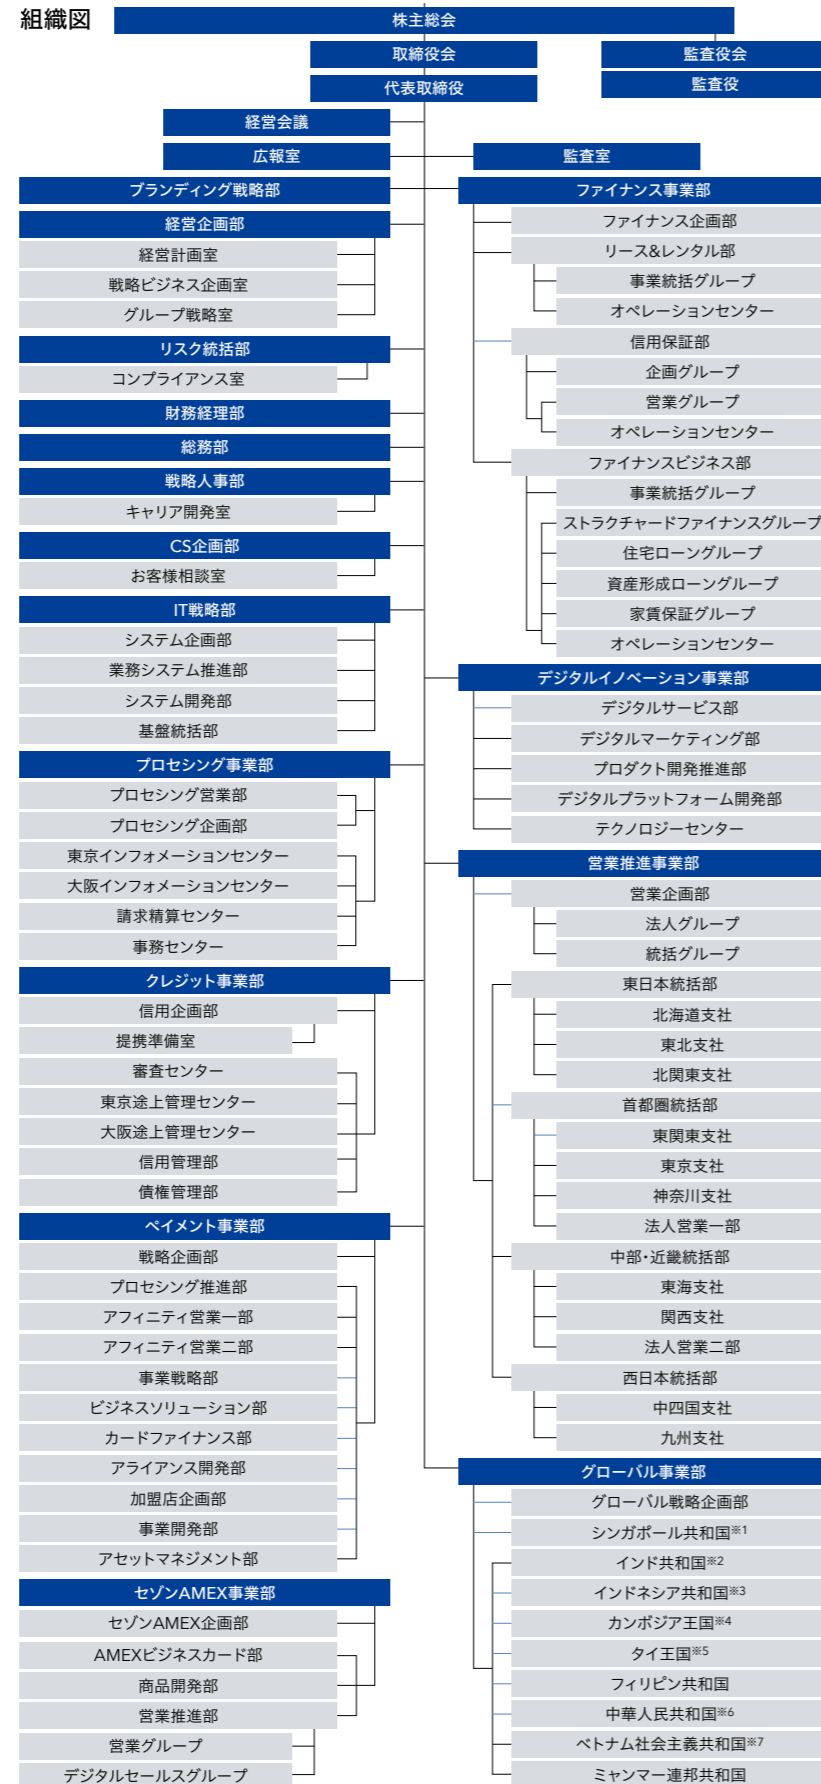 組織図
株主総会
取締役会
監査役会
代表取締役
監査役
経営会議
広報室
監査室
ブランディング戦略部
経営企画部
経営計画室
戦略ビジネス企画室
グループ戦略室
リスク統括部
コンプライアンス室
財務経理部
総務部
戦略人事部
キャリア開発室
CS企画部
お客様相談室
IT戦略部
システム企画部
業務システム推進部
システム開発部
基盤統括部
プロセシング事業部
プロセシング営業部
プロセシング企画部
東京インフォメーションセンター
大阪インフォメーションセンター
請求精算センター
事務センター
クレジット事業部
信用企画部
提携準備室
審査センター
東京途上管理センター
大阪途上管理センター
信用管理部
債権管理部
ペイメント事業部
戦略企画部
プロセシング推進部
アフィニティ営業一部
アフィニティ営業二部
事業戦略部
ビジネスソリューション部
カードファイナンス部
アライアンス開発部
加盟店企画部
事業開発部
アセットマネジメント部
セゾンAMEX事業部
セゾンAMEX企画部
AMEXビジネスカード部
商品開発部
営業推進部
営業グループ
デジタルセールスグループ
ファイナンス事業部
ファイナンス企画部
リース&レンタル部
事業統括グループ
オペレーションセンター
信用保証部
企画グループ
営業グループ
オペレーションセンター
ファイナンスビジネス部
事業統括グループ
ストラクチャードファイナンスグループ
住宅ローングループ
資産形成ローングループ
家賃保証グループ
オペレーションセンター
デジタルイノベーション事業部
デジタルサービス部
デジタルマーケティング部
プロダクト開発推進部
デジタルプラットフォーム開発部
テクノロジーセンター
営業推進事業部
営業企画部
法人グループ
統括グループ
東日本統括部
北海道支社
東北支社
北関東支社
首都圏統括部
東関東支社
東京支社
神奈川支社
法人営業一部
中部・近畿統括部
東海支社
関西支社
法人営業二部
西日本統括部
中四国支社
九州支社
グローバル事業部
グローバル戦略企画部
シンガポール共和国※1
インド共和国※2
インドネシア共和国※3
カンボジア王国※4
タイ王国※5
フィリピン共和国
中華人民共和国※6
ベトナム社会主義共和国※7
ミャンマー連邦共和国